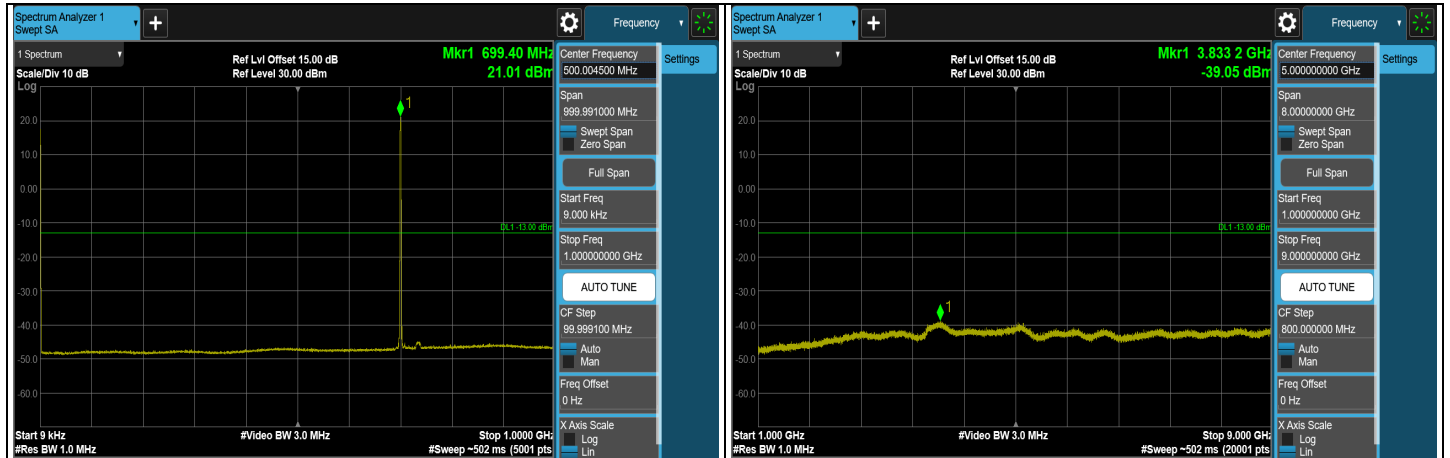 Spectrum Analyzer 1
Swept SA
+
Frequency
1 Spectrum
Scale/Div 10 dB
Log
Ref Lvl Offset 15.00 dB
Ref Level 30.00 dBm
Mkr1 699.40 MHz
21.01 dBm
1
20.0
10.0
0.00
-10.0
DL1 -13.00 dBm
-20.0
-30.0
-40.0
-50.0
-60.0
Start 9 kHz
#Res BW 1.0 MHz
#Video BW 3.0 MHz
Stop 1.0000 GHz
#Sweep ~502 ms (5001 pts
Center Frequency
500.004500 MHz
Settings
Span
999.991000 MHz
Swept Span
Zero Span
Full Span
Start Freq
9.000 kHz
Stop Freq
1.000000000 GHz
AUTO TUNE
CF Step
99.999100 MHz
Auto
Man
Freq Offset
0 Hz
X Axis Scale
Log
Lin
Spectrum Analyzer 1
Swept SA
+
Frequency
1 Spectrum
Scale/Div 10 dB
Log
Ref Lvl Offset 15.00 dB
Ref Level 30.00 dBm
Mkr1 3.833 2 GHz
-39.05 dBm
20.0
10.0
0.00
-10.0
DL1 -13.00 dBm
-20.0
-30.0
1
-40.0
-50.0
-60.0
Start 1.000 GHz
#Res BW 1.0 MHz
#Video BW 3.0 MHz
Stop 9.000 GHz
#Sweep ~502 ms (20001 pts
Center Frequency
5.000000000 GHz
Settings
Span
8.00000000 GHz
Swept Span
Zero Span
Full Span
Start Freq
1.000000000 GHz
Stop Freq
9.000000000 GHz
AUTO TUNE
CF Step
800.000000 MHz
Auto
Man
Freq Offset
0 Hz
X Axis Scale
Log
Lin